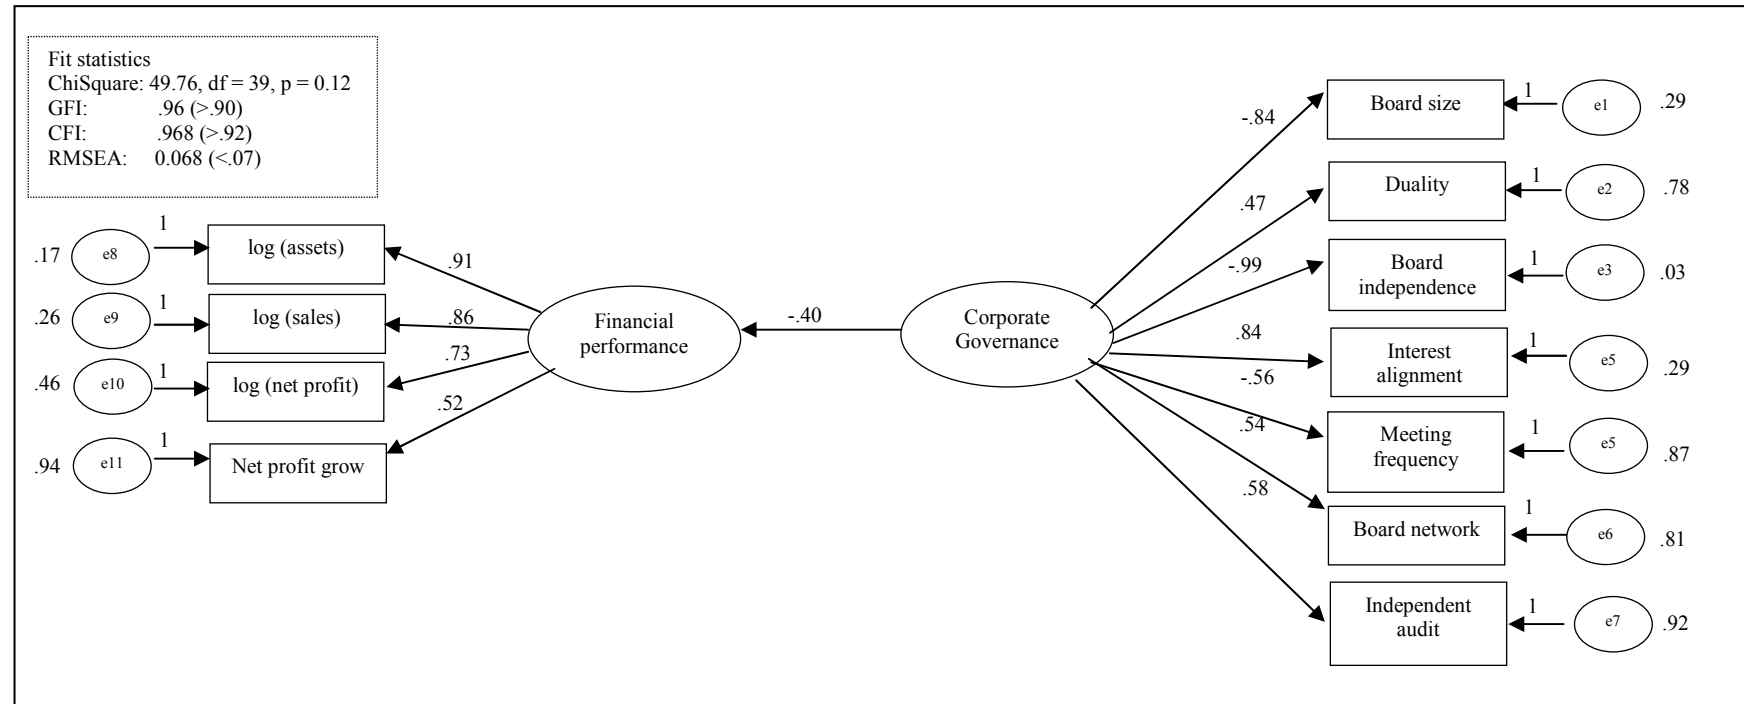 Fit statistics
ChiSquare: 49.76, df = 39, p = 0.12
GFI: .96 (>.90)
CFI: .968 (>.92)
RMSEA: 0.068 (<.07)
.17 e8 1 log (assets) .91
.26 e9 1 log (sales) .86
.46 e10 1 log (net profit) .73
.94 e11 1 Net profit grow .52
Financial
performance
-.40
Corporate
Governance
-.84 Board size 1 e1 .29
.47 Duality 1 e2 .78
-.99 Board
independence 1 e3 .03
.84 Interest
alignment 1 e5 .29
-.56 Meeting
frequency 1 e5 .87
.54 Board network 1 e6 .81
.58 Independent
audit 1 e7 .92